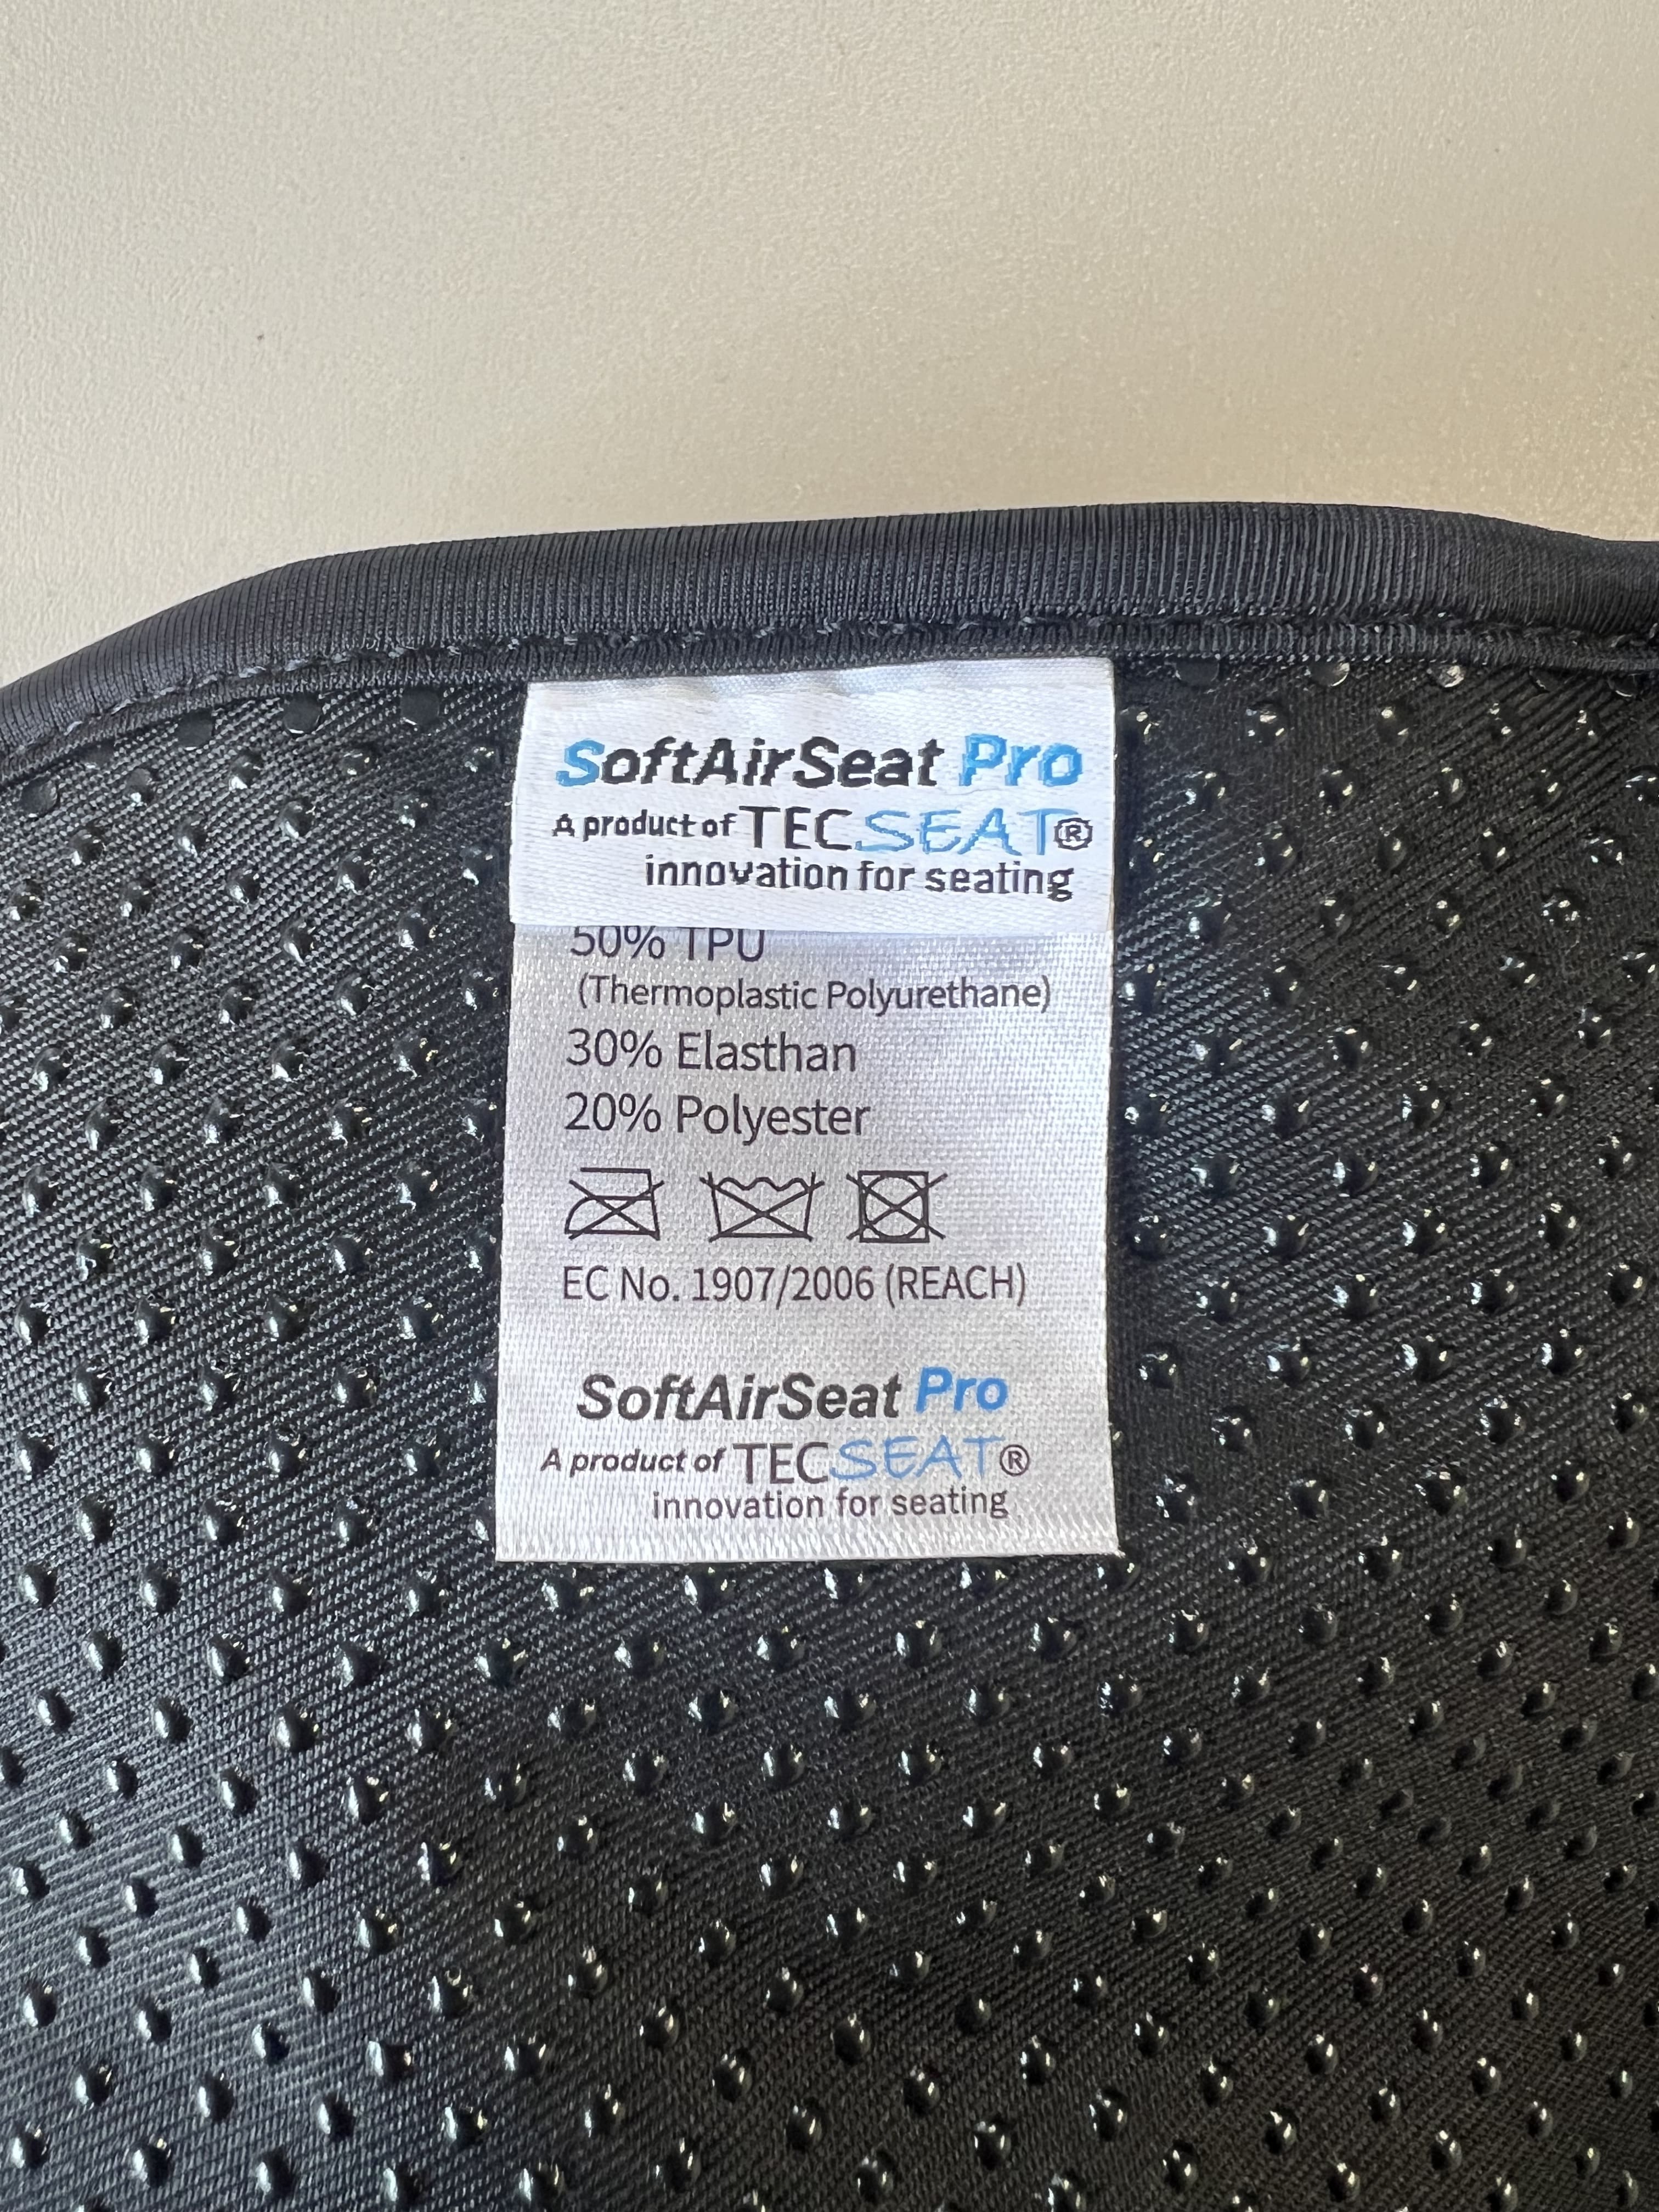 SoftAirSeat Pro
A product of TECSEAT®
innovation for seating
50% TPU
(Thermoplastic Polyurethane)
30% Elasthan
20% Polyester
EC No. 1907/2006 (REACH)
SoftAirSeat Pro
A product of TECSEAT®
innovation for seating